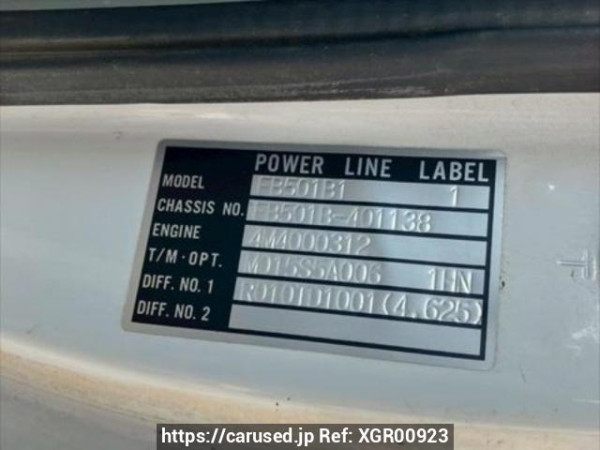 POWER LINE LABEL
MODEL FB501B1 1
CHASSIS NO. FB501B-401138
ENGINE 4M4000312
T/M·OPT. M015S5A006 1HN
DIFF. NO. 1 R0101D1001(4.625)
DIFF. NO. 2
https://carused.jp Ref: XGR00923